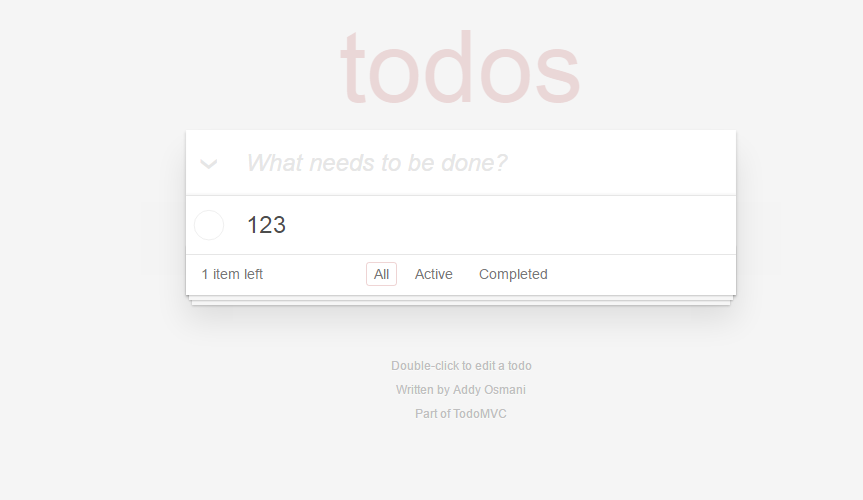 todos
What needs to be done?
123
1 item left All Active Completed
Double-click to edit a todo
Written by Addy Osmani
Part of TodoMVC